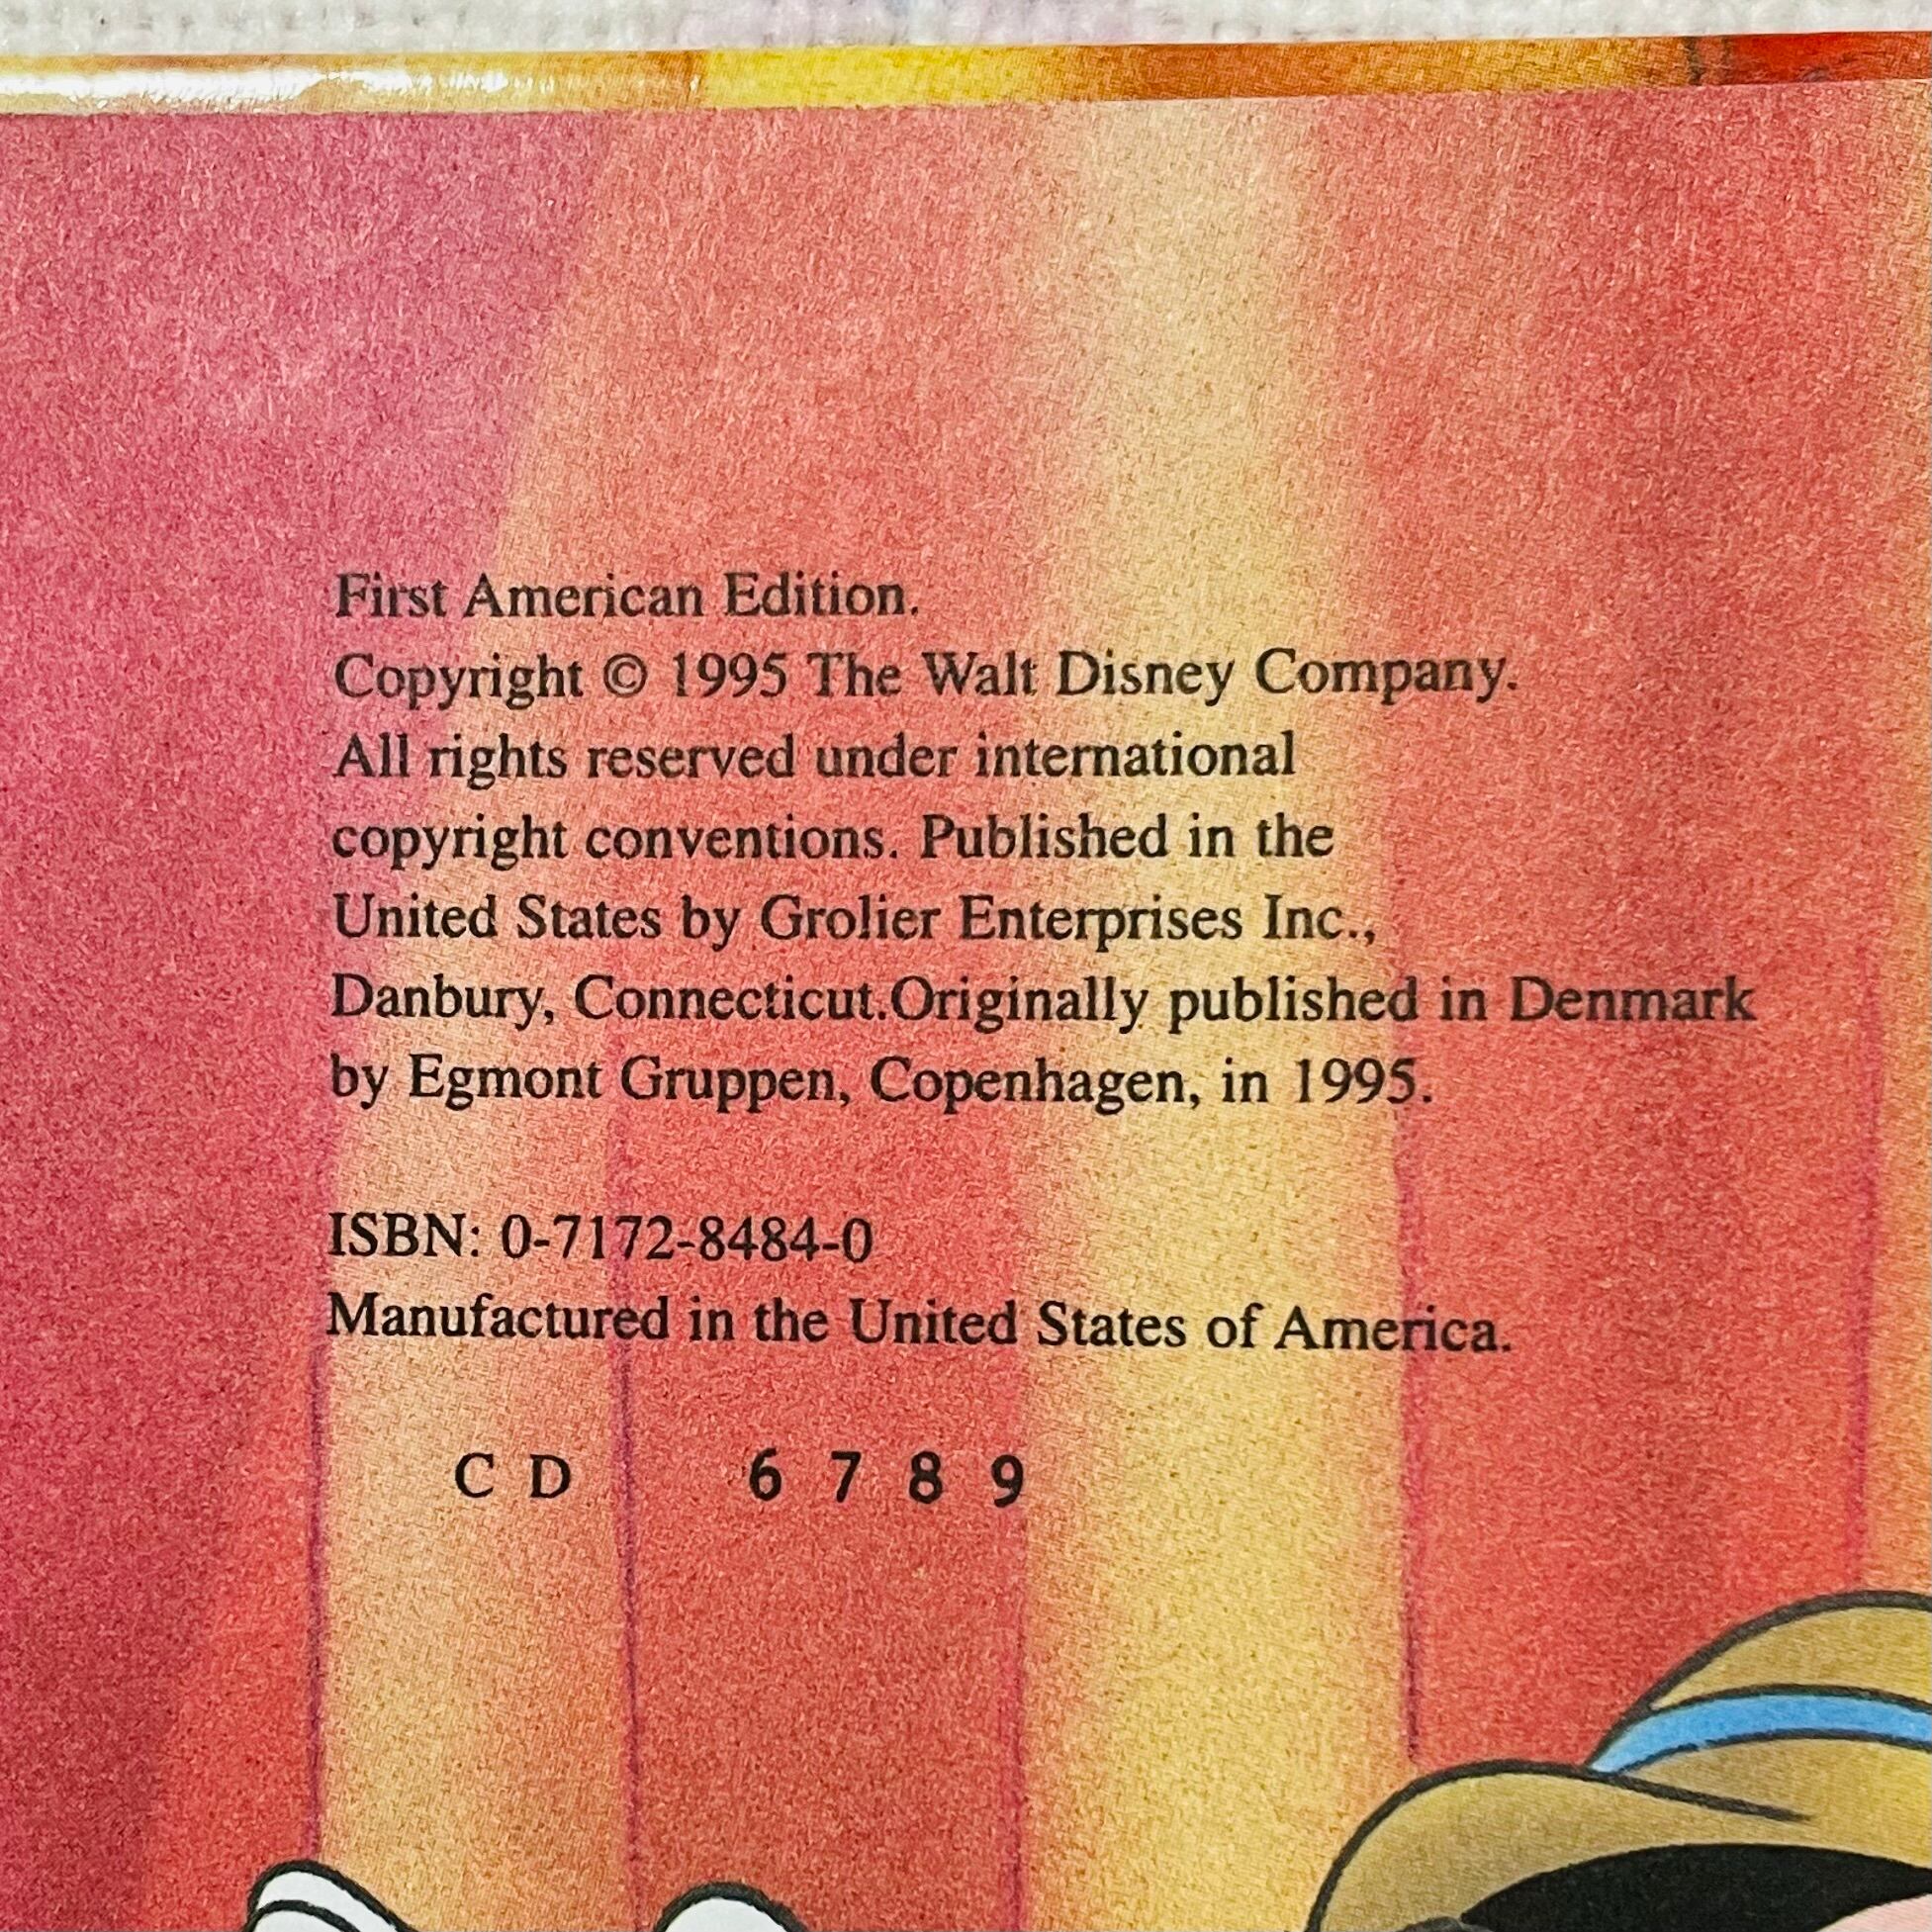 First American Edition.
Copyright © 1995 The Walt Disney Company.
All rights reserved under international
copyright conventions. Published in the
United States by Grolier Enterprises Inc.,
Danbury, Connecticut.Originally published in Denmark
by Egmont Gruppen, Copenhagen, in 1995.
ISBN: 0-7172-8484-0
Manufactured in the United States of America.
C D 6 7 8 9